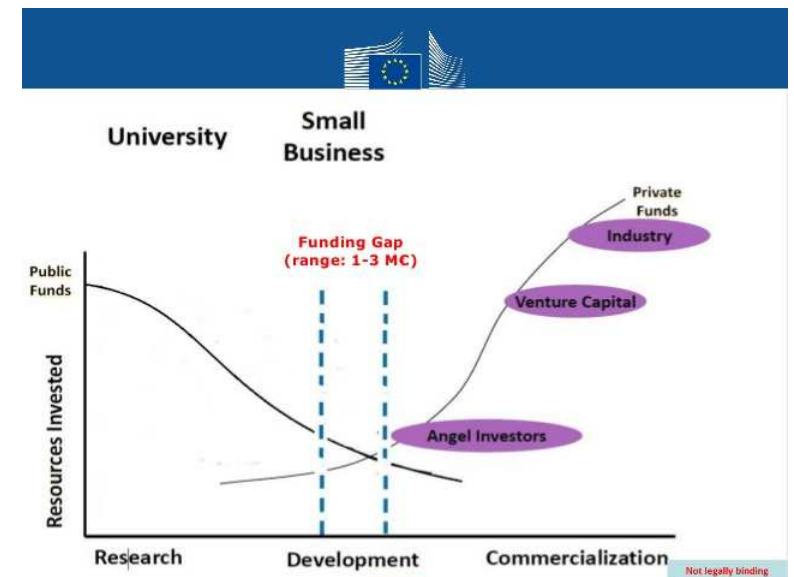 University
Small
Business
Private
Funds
Industry
Funding Gap
(range: 1-3 M€)
Public
Funds
Venture Capital
Resources Invested
Angel Investors
Research
Development
Commercialization
Not legally binding